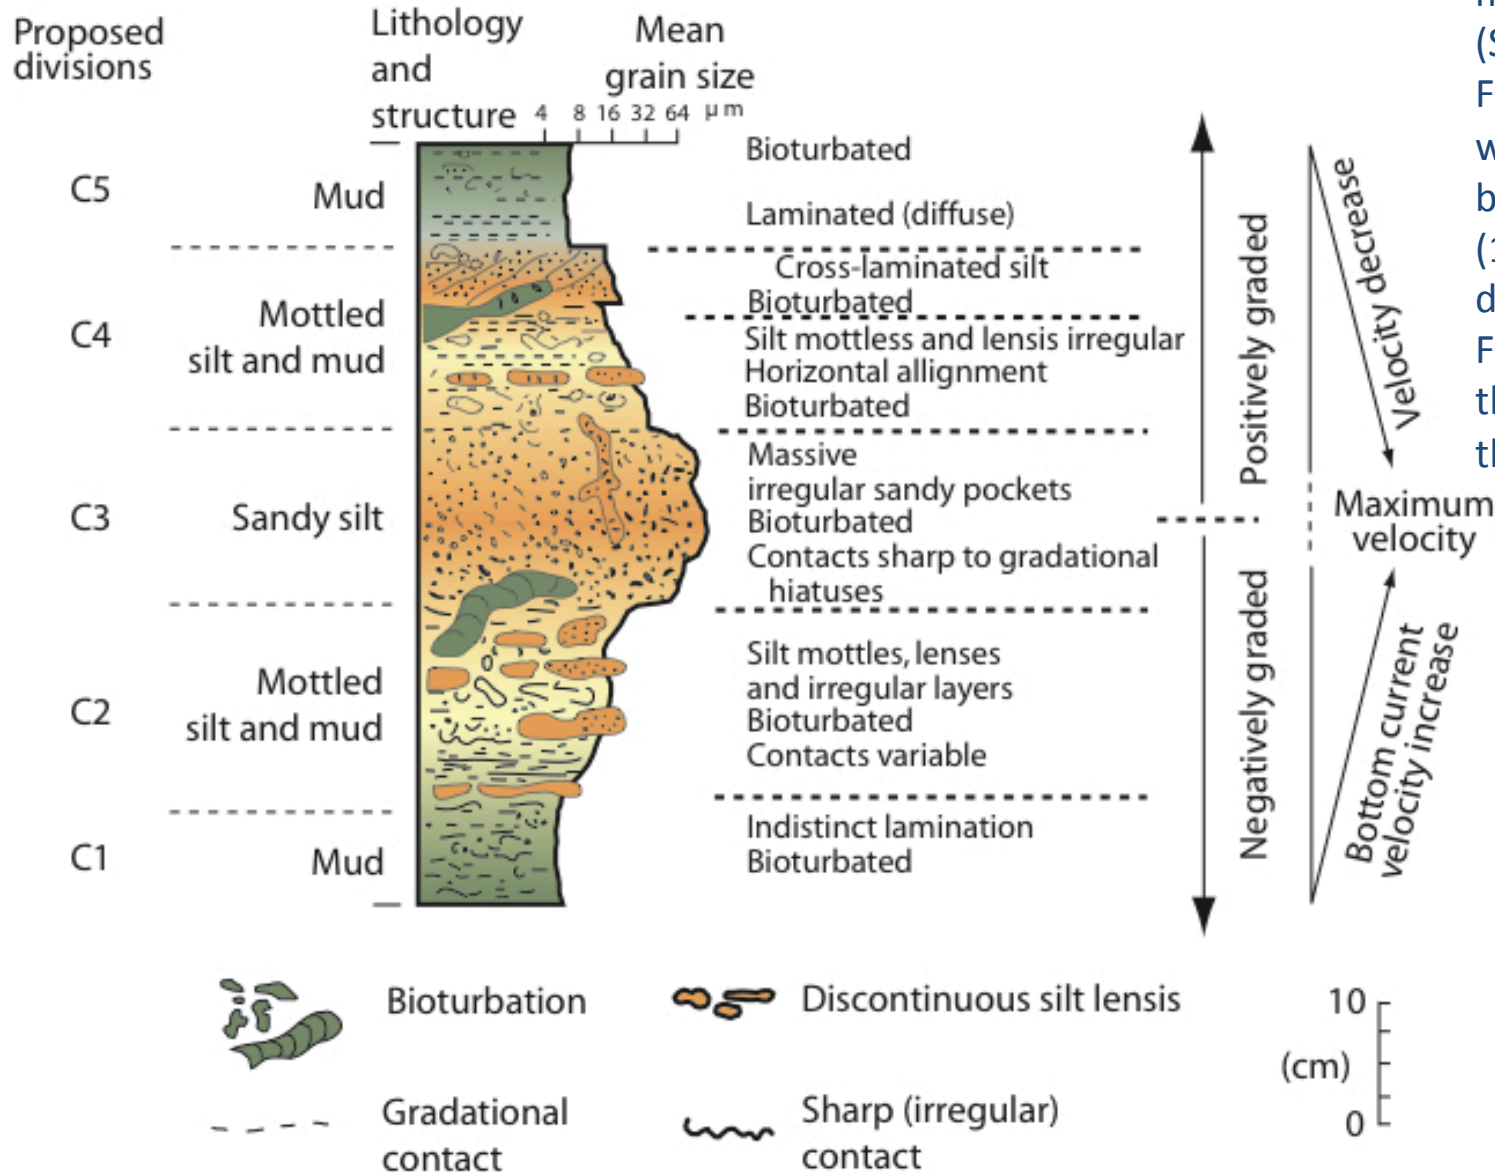 Proposed
divisions
Lithology
and
structure
Mean
grain size
4 8 16 32 64 μm
C5
Mud
Bioturbated
Laminated (diffuse)
C4
Mottled
silt and mud
Cross-laminated silt
Bioturbated
Silt mottless and lensis irregular
Horizontal allignment
Bioturbated
C3
Sandy silt
Massive
irregular sandy pockets
Bioturbated
Contacts sharp to gradational
hiatuses
C2
Mottled
silt and mud
Silt mottles, lenses
and irregular layers
Bioturbated
Contacts variable
C1
Mud
Indistinct lamination
Bioturbated
Positively graded
Negatively graded
Velocity decrease
Maximum
velocity
Bottom current
velocity increase
Bioturbation
Discontinuous silt lensis
Gradational
contact
Sharp (irregular)
contact
10
(cm)
0